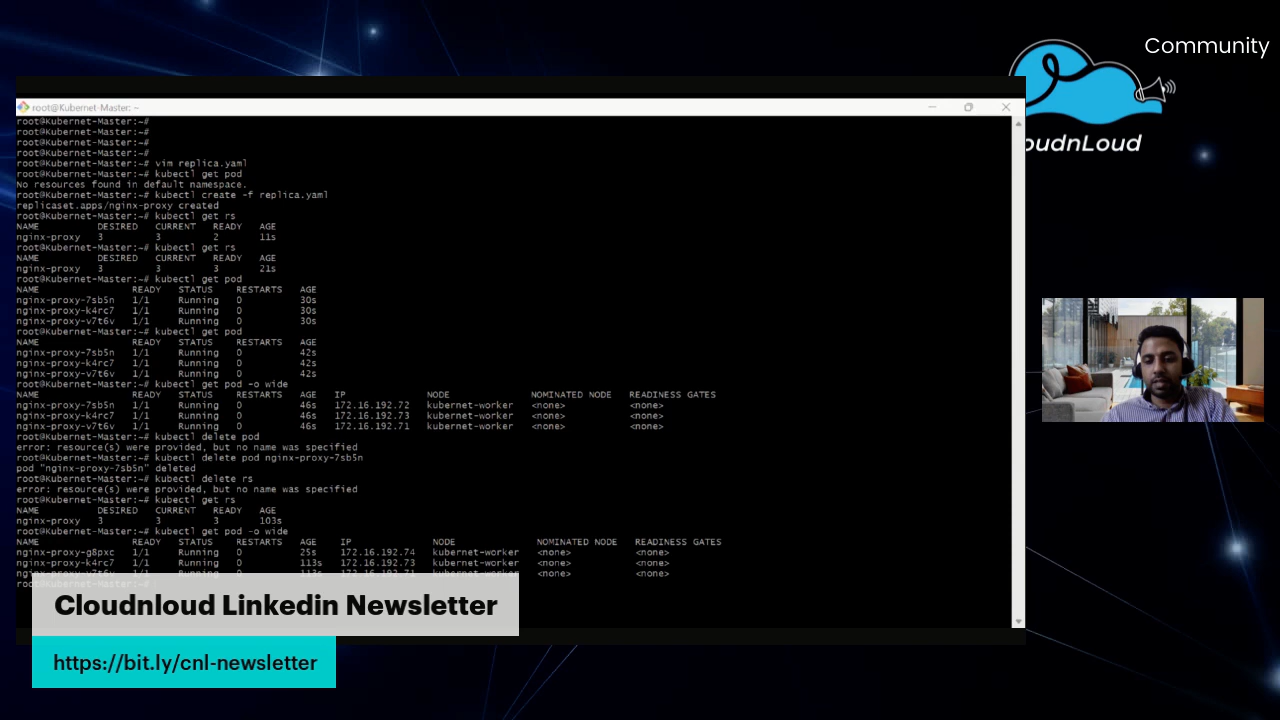 Community
oudnLoud
root@Kubernet-Master: ~
root@Kubernet-Master:~#
root@Kubernet-Master:~#
root@Kubernet-Master:~#
root@Kubernet-Master:~#
root@Kubernet-Master:~# vim replica.yaml
root@Kubernet-Master:~# kubectl get pod
No resources found in default namespace.
root@Kubernet-Master:~# kubectl create -f replica.yaml
replicaset.apps/nginx-proxy created
root@Kubernet-Master:~# kubectl get rs
NAME DESIRED CURRENT READY AGE
nginx-proxy 3 3 2 11s
root@Kubernet-Master:~# kubectl get rs
NAME DESIRED CURRENT READY AGE
nginx-proxy 3 3 3 21s
root@Kubernet-Master:~# kubectl get pod
NAME READY STATUS RESTARTS AGE
nginx-proxy-7sb5n 1/1 Running 0 30s
nginx-proxy-k4rc7 1/1 Running 0 30s
nginx-proxy-v7t6v 1/1 Running 0 30s
root@Kubernet-Master:~# kubectl get pod
NAME READY STATUS RESTARTS AGE
nginx-proxy-7sb5n 1/1 Running 0 42s
nginx-proxy-k4rc7 1/1 Running 0 42s
nginx-proxy-v7t6v 1/1 Running 0 42s
root@Kubernet-Master:~# kubectl get pod -o wide
NAME READY STATUS RESTARTS AGE IP NODE NOMINATED NODE READINESS GATES
nginx-proxy-7sb5n 1/1 Running 0 46s 172.16.192.72 kubernet-worker <none> <none>
nginx-proxy-k4rc7 1/1 Running 0 46s 172.16.192.73 kubernet-worker <none> <none>
nginx-proxy-v7t6v 1/1 Running 0 46s 172.16.192.71 kubernet-worker <none> <none>
root@Kubernet-Master:~# kubectl delete pod
error: resource(s) were provided, but no name was specified
root@Kubernet-Master:~# kubectl delete pod nginx-proxy-7sb5n
pod "nginx-proxy-7sb5n" deleted
root@Kubernet-Master:~# kubectl delete rs
error: resource(s) were provided, but no name was specified
root@Kubernet-Master:~# kubectl get rs
NAME DESIRED CURRENT READY AGE
nginx-proxy 3 3 3 103s
root@Kubernet-Master:~# kubectl get pod -o wide
NAME READY STATUS RESTARTS AGE IP NODE NOMINATED NODE READINESS GATES
nginx-proxy-g8pxc 1/1 Running 0 25s 172.16.192.74 kubernet-worker <none> <none>
nginx-proxy-k4rc7 1/1 Running 0 113s 172.16.192.73 kubernet-worker <none> <none>
nginx-proxy-v7t6v 1/1 Running 0 113s 172.16.192.71 kubernet-worker <none> <none>
Cloudnloud Linkedin Newsletter
https://bit.ly/cnl-newsletter